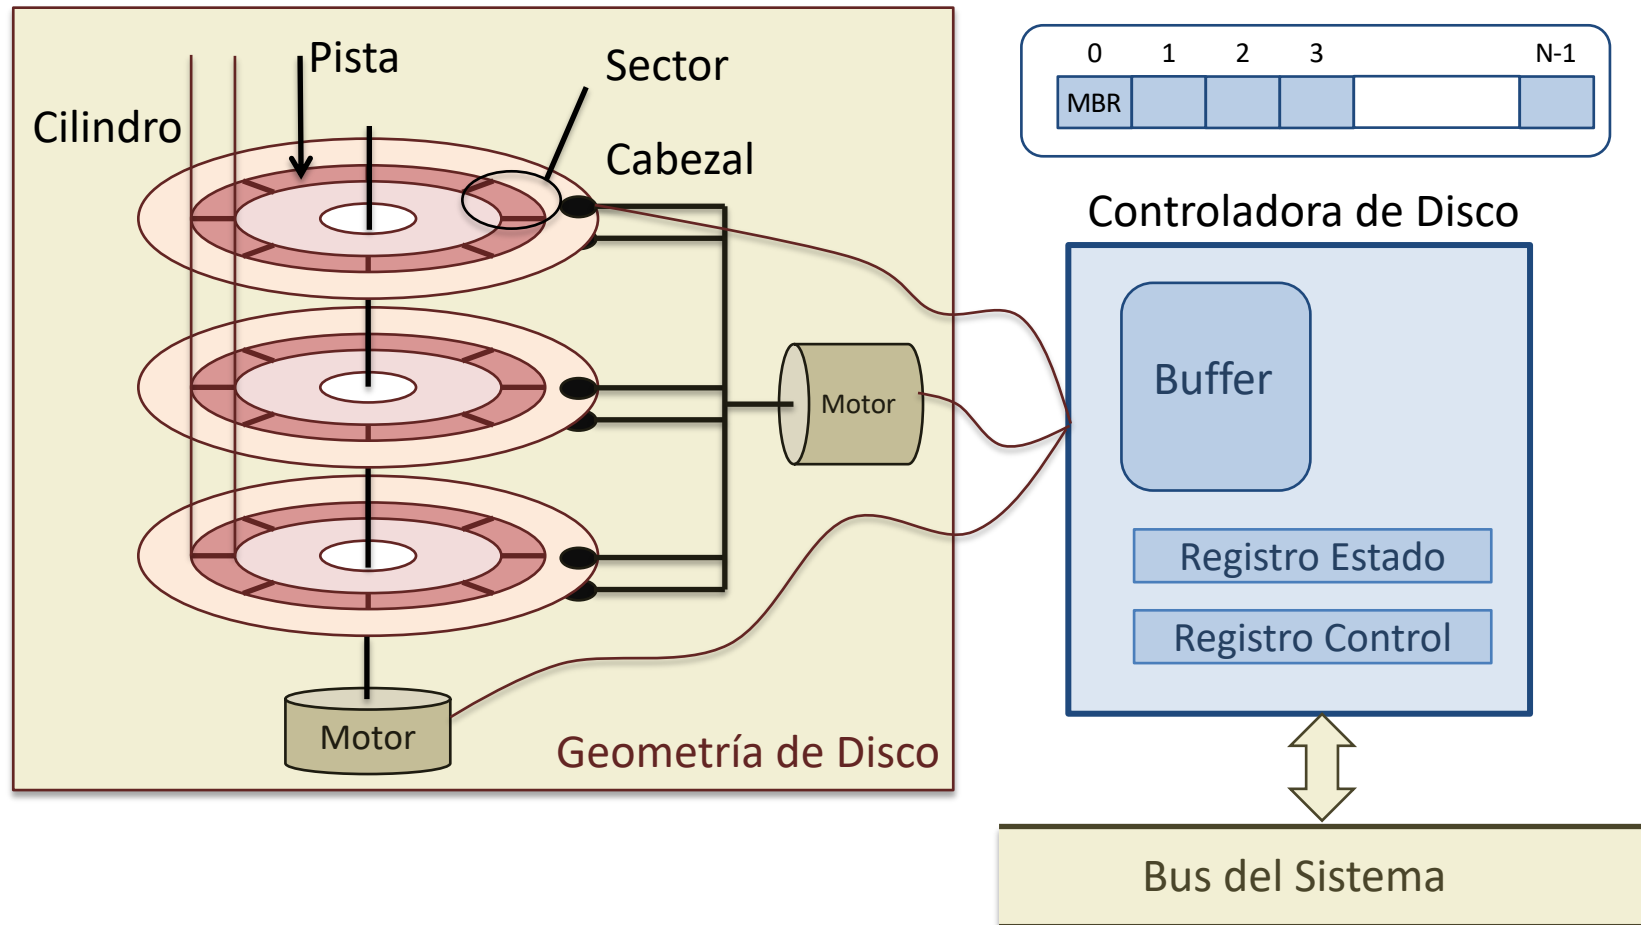 Pista
Sector
Cilindro
Cabezal
Motor
Motor
Geometría de Disco
0 1 2 3 N-1
MBR
Controladora de Disco
Buffer
Registro Estado
Registro Control
Bus del Sistema